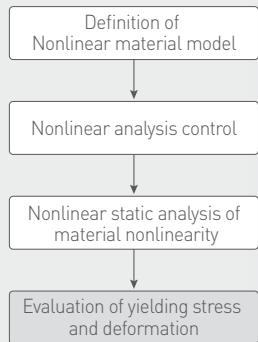 Definition of
Nonlinear material model
Nonlinear analysis control
Nonlinear static analysis of
material nonlinearity
Evaluation of yielding stress
and deformation